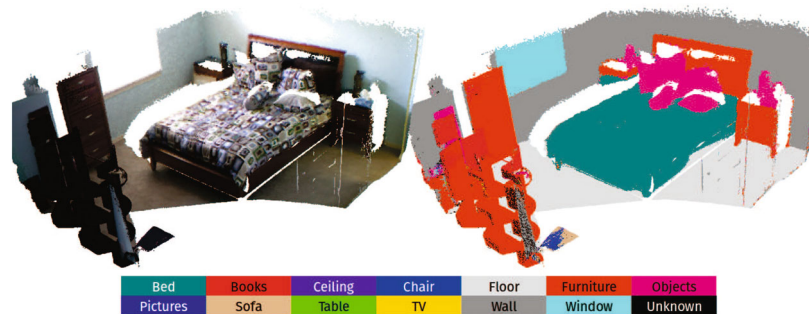 Bed Books Ceiling Chair Floor Furniture Objects
Pictures Sofa Table TV Wall Window Unknown